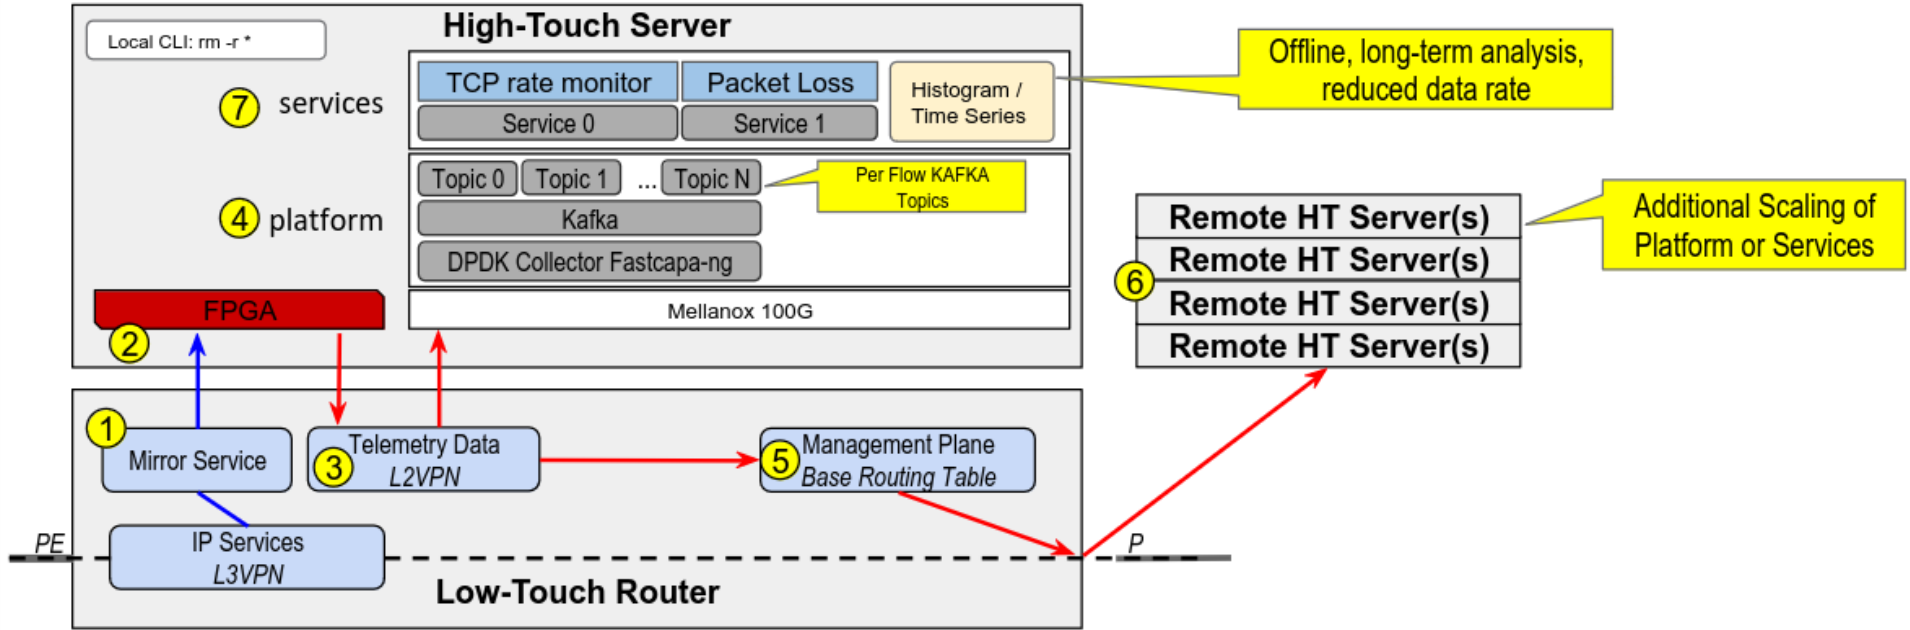 High-Touch Server
Local CLI: rm -r *
Offline, long-term analysis,
reduced data rate
7
services
TCP rate monitor
Packet Loss
Histogram /
Time Series
Service 0
Service 1
Topic 0
Topic 1
...
Topic N
Per Flow KAFKA
Topics
4
platform
Kafka
DPDK Collector Fastcapa-ng
Remote HT Server(s)
Remote HT Server(s)
Remote HT Server(s)
Remote HT Server(s)
6
Additional Scaling of
Platform or Services
FPGA
2
Mellanox 100G
1
Mirror Service
3
Telemetry Data
L2VPN
5
Management Plane
Base Routing Table
PE
IP Services
L3VPN
P
Low-Touch Router